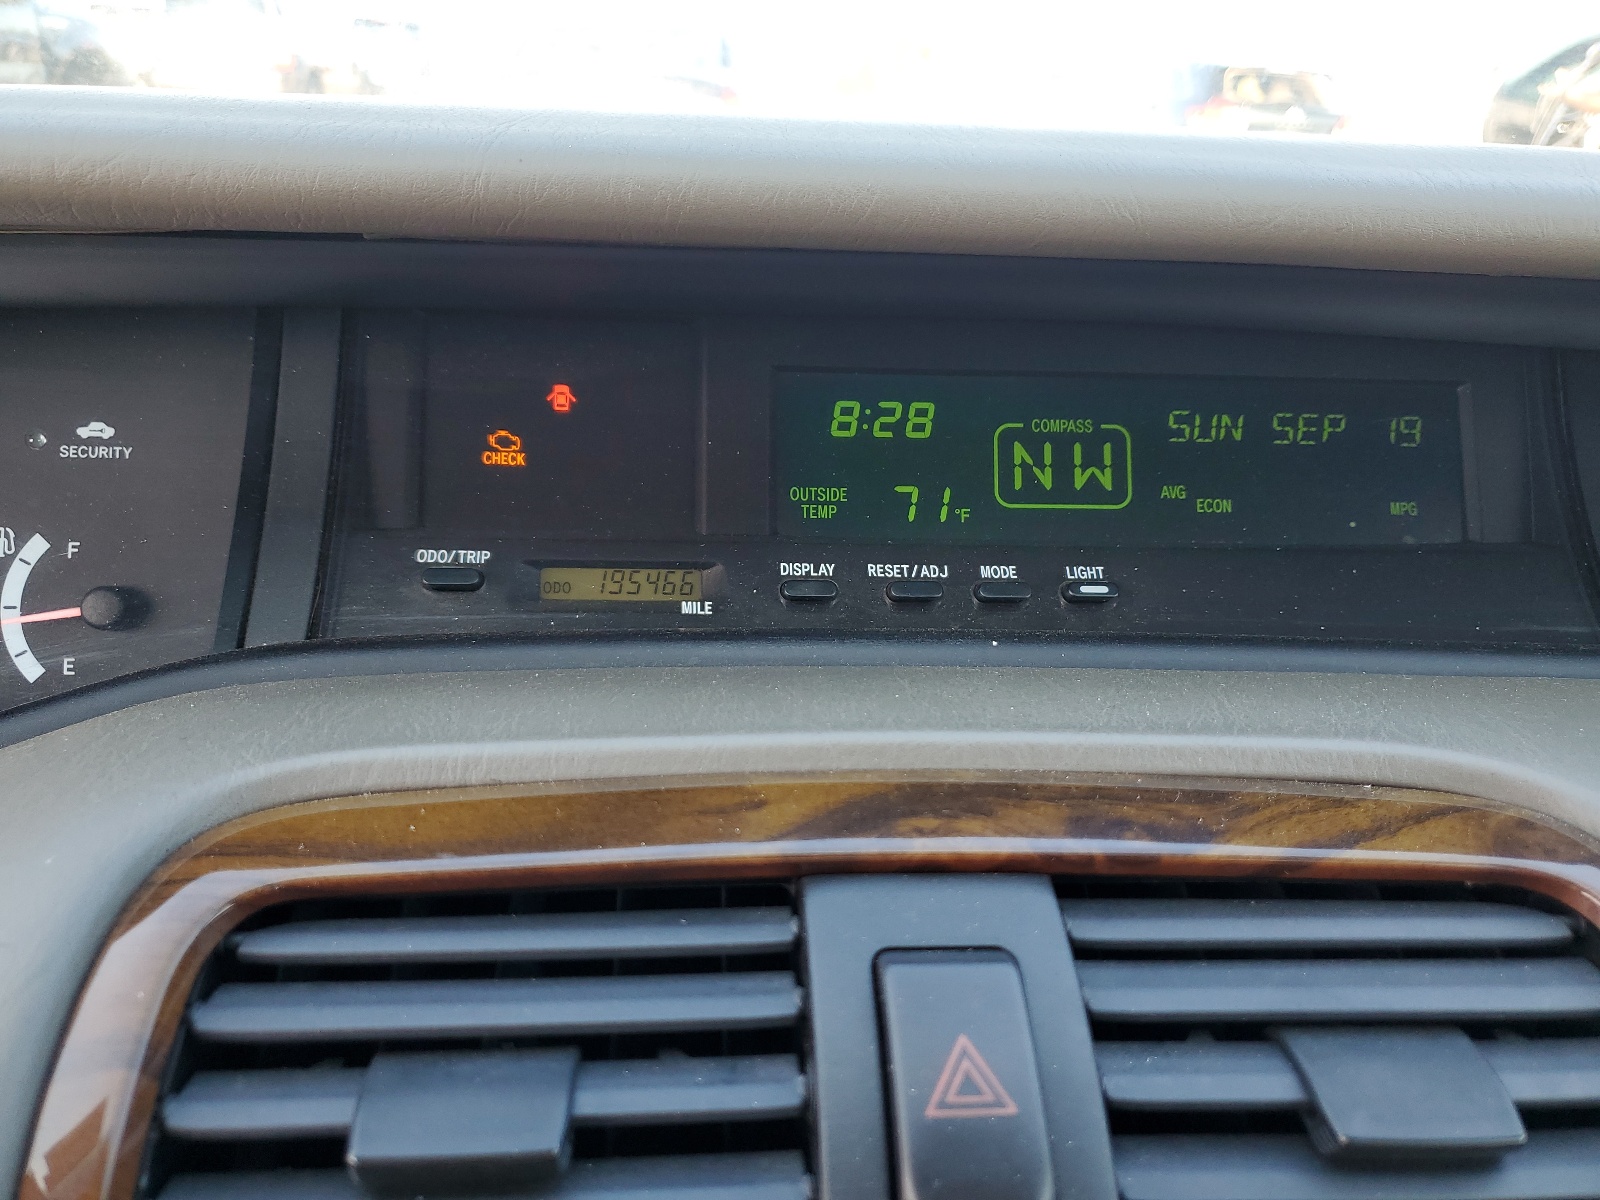 SECURITY
F
E
CHECK
ODO/TRIP
ODO 195466
MILE
8:28
OUTSIDE
TEMP
71°F
COMPASS
NW
SUN SEP 19
AVG
ECON
MPG
DISPLAY
RESET/ADJ
MODE
LIGHT